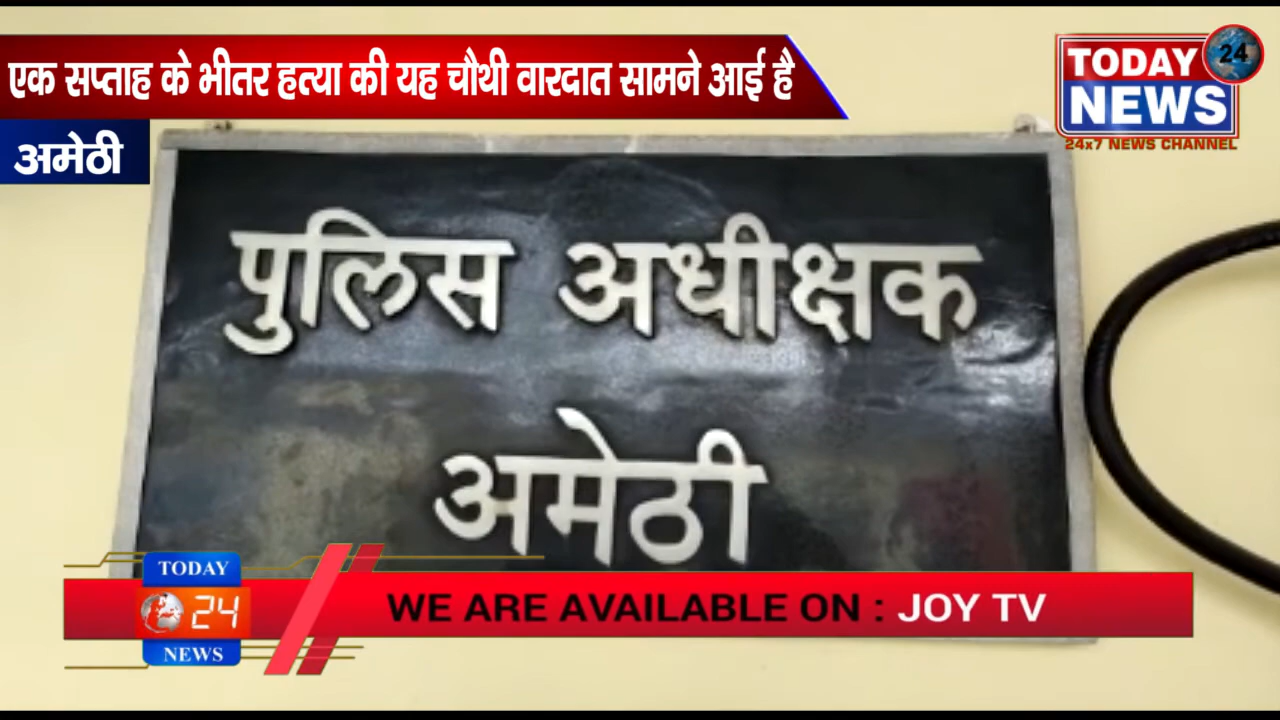 एक सप्ताह के भीतर हत्या की यह चौथी वारदात सामने आई है
अमेठी
TODAY
24
NEWS
24x7 NEWS CHANNEL
पुलिस अधीक्षक
अमेठी
TODAY
24
NEWS
WE ARE AVAILABLE ON : JOY TV